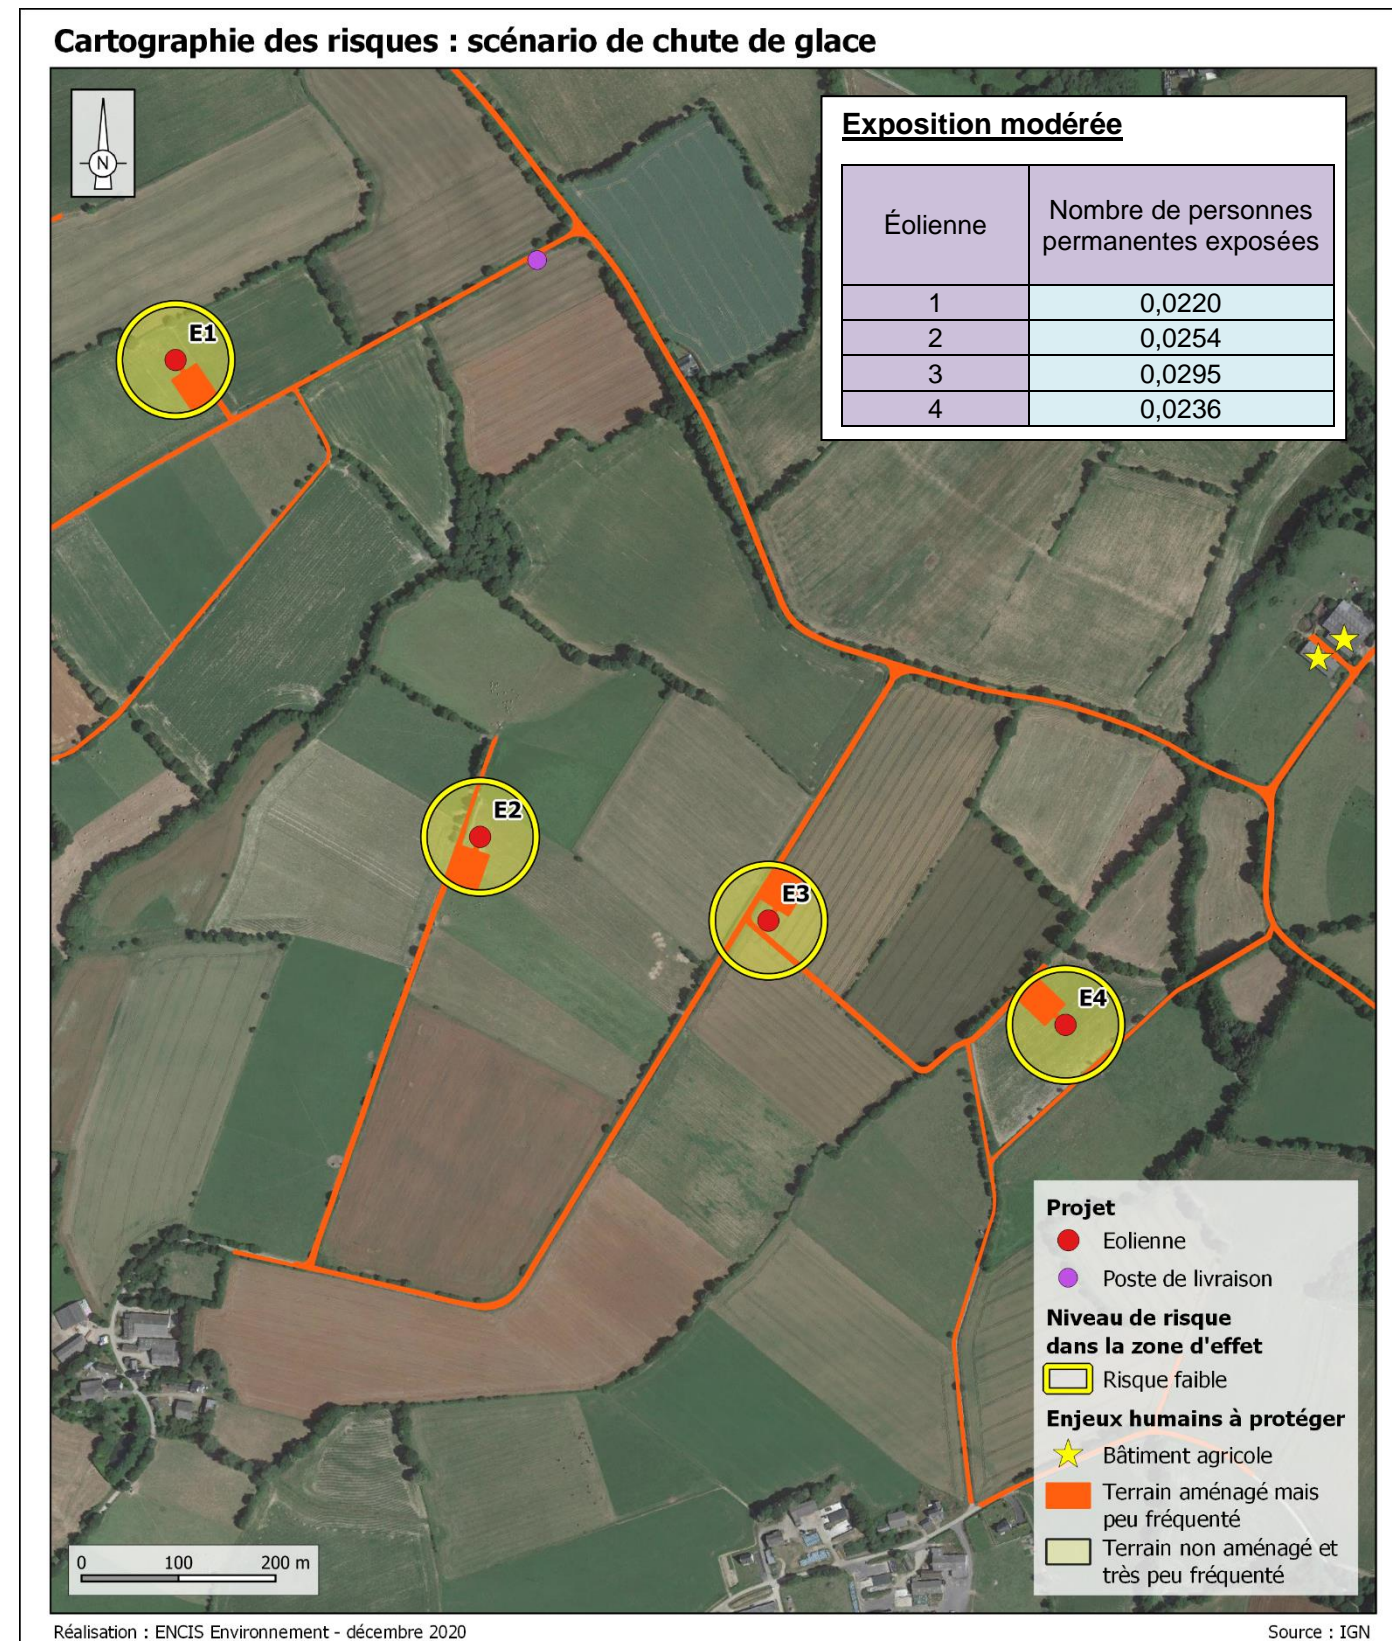 Cartographie des risques : scénario de chute de glace
N
Exposition modérée
Éolienne
Nombre de personnes
permanentes exposées
1 0,0220
2 0,0254
3 0,0295
4 0,0236
E1
E2
E3
E4
Projet
Eolienne
Poste de livraison
Niveau de risque
dans la zone d'effet
Risque faible
Enjeux humains à protéger
Bâtiment agricole
Terrain aménagé mais
peu fréquenté
Terrain non aménagé et
très peu fréquenté
0 100 200 m
Réalisation : ENCIS Environnement - décembre 2020
Source : IGN